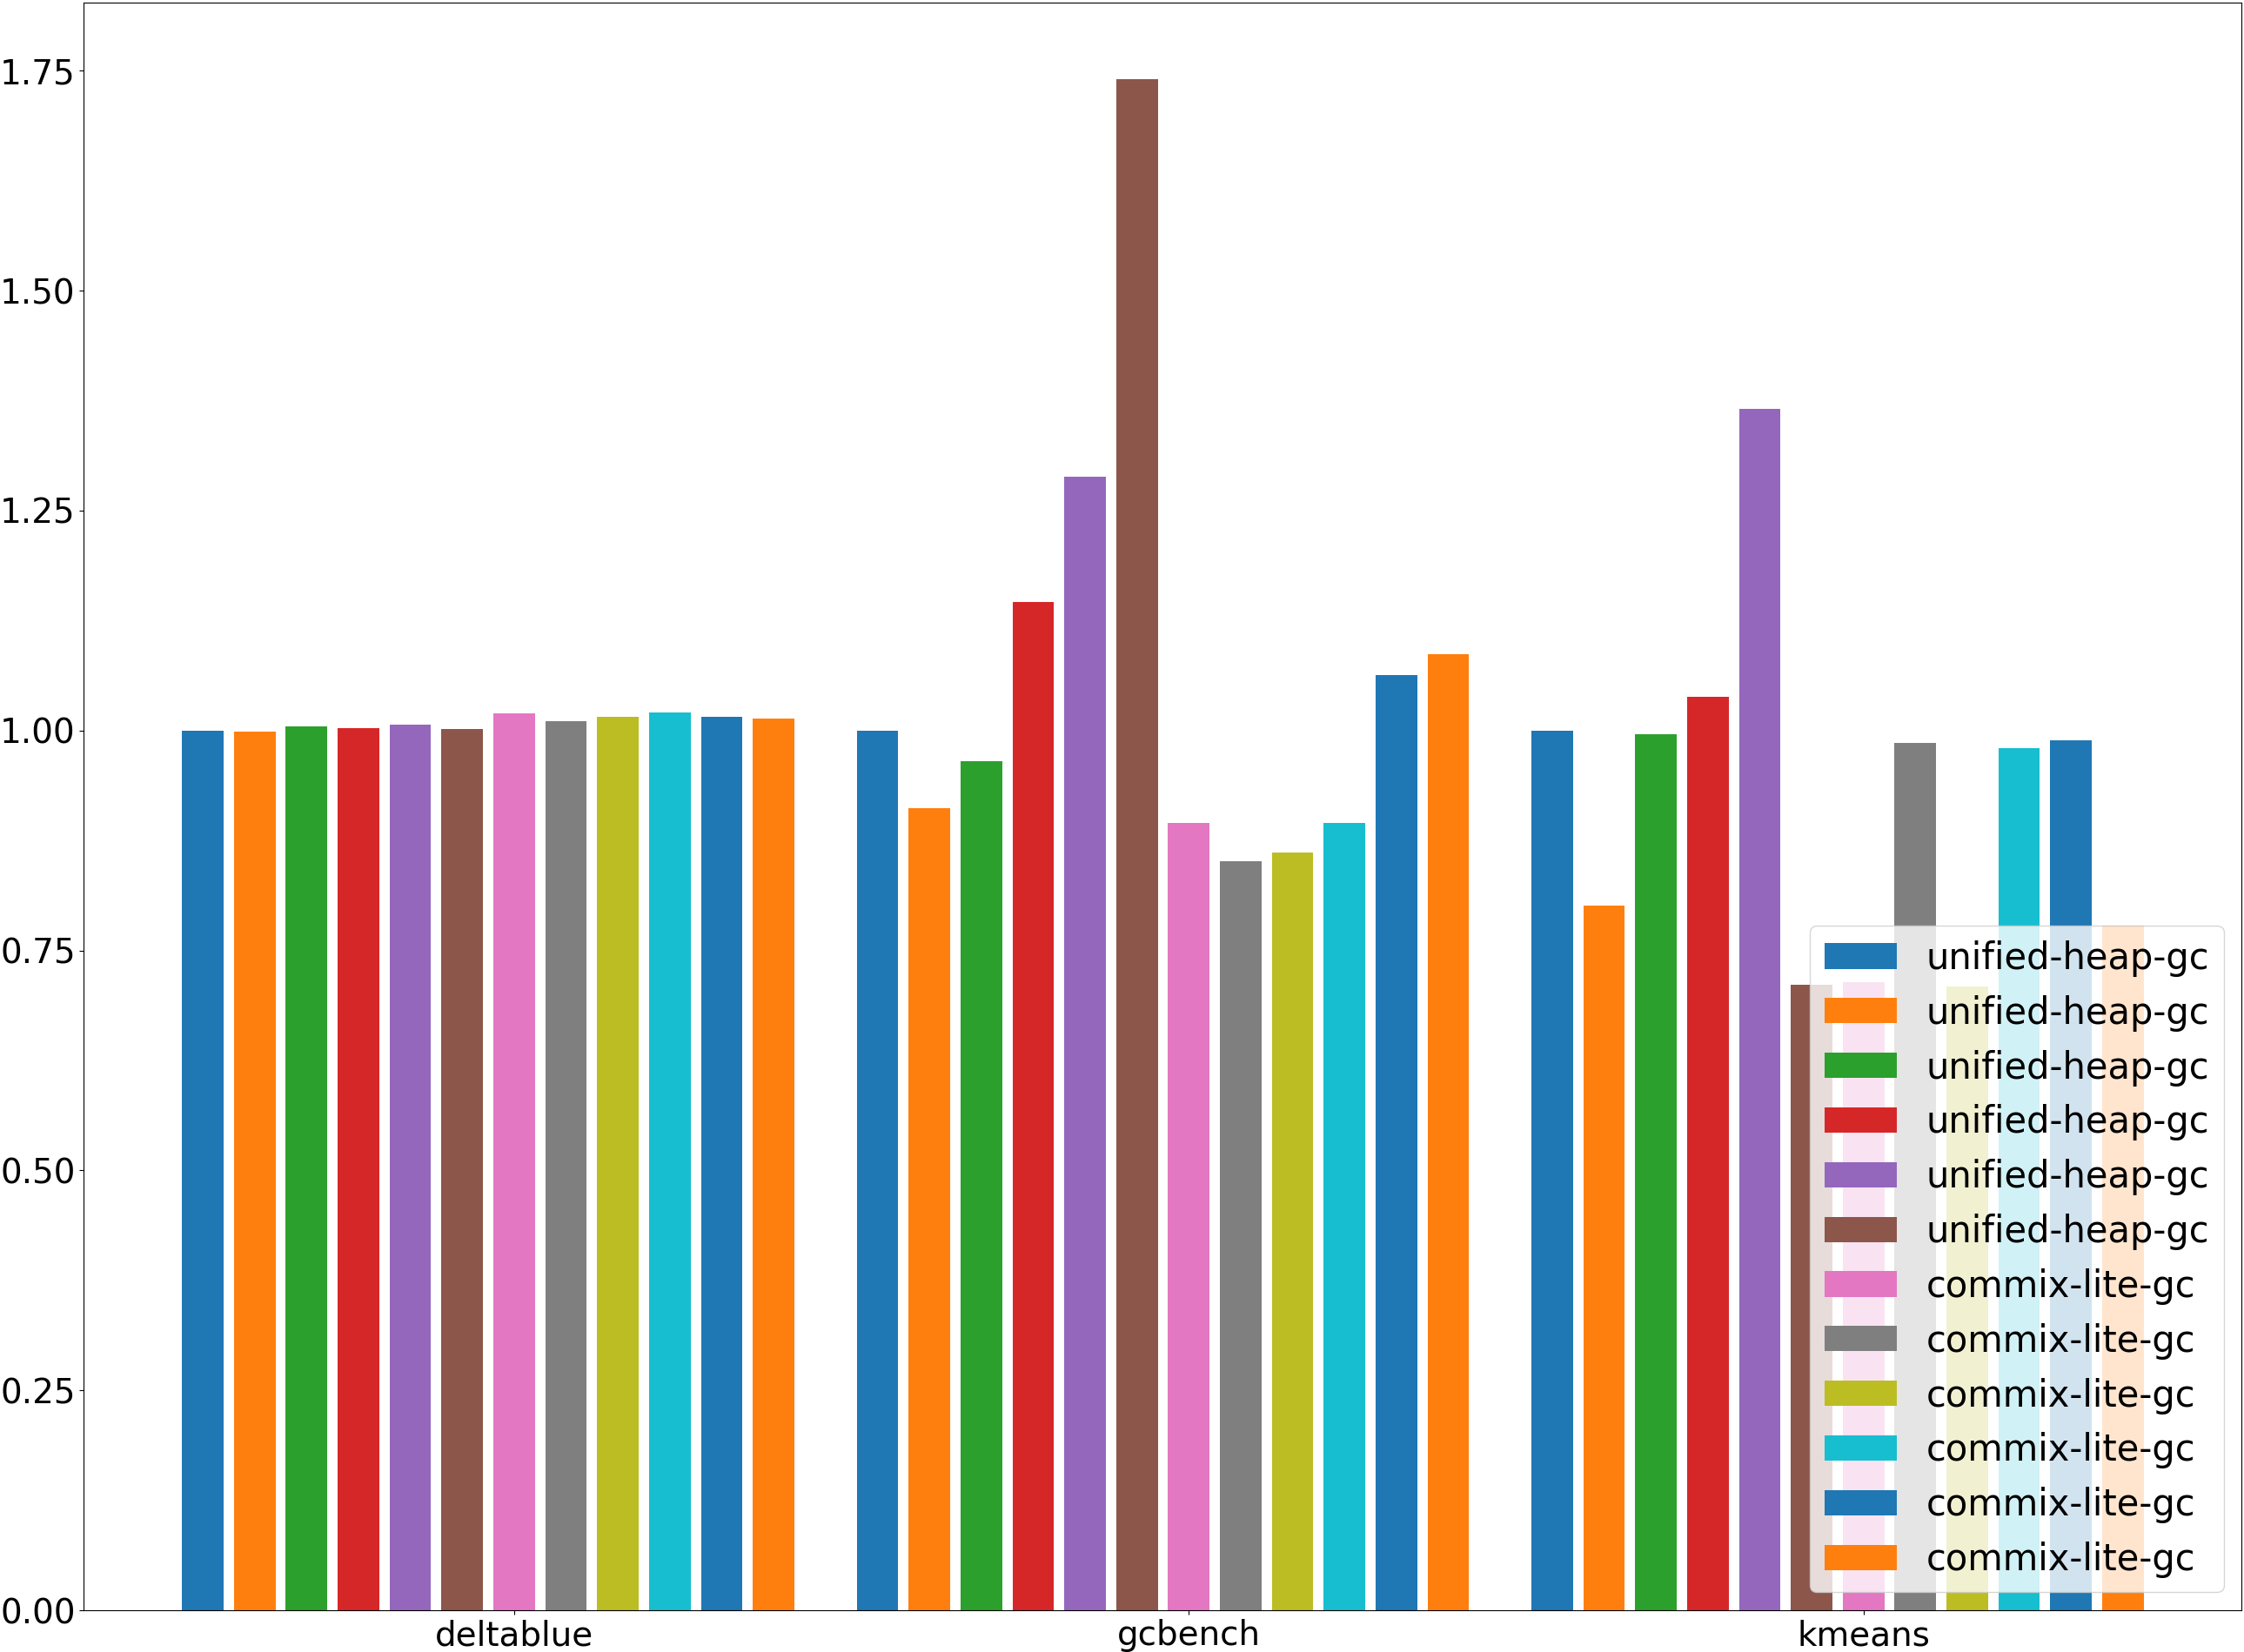 1.75
1.50
1.25
1.00
0.75
0.50
0.25
0.00
unified-heap-gc
unified-heap-gc
unified-heap-gc
unified-heap-gc
unified-heap-gc
unified-heap-gc
commix-lite-gc
commix-lite-gc
commix-lite-gc
commix-lite-gc
commix-lite-gc
commix-lite-gc
deltablue gcbench kmeans